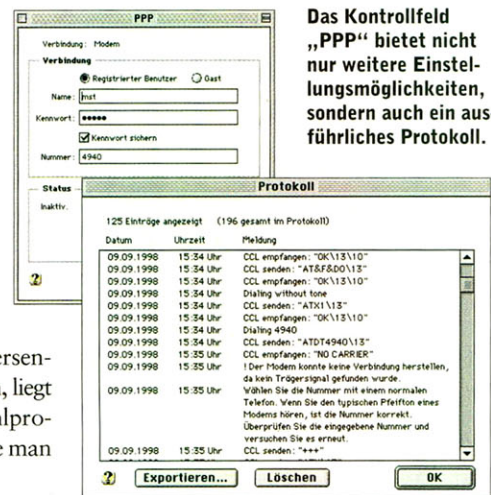 PPP
Verbindung: Modem
Verbindung
Registrierter Benutzer Gast
Name: mst
Kennwort: •••••
Kennwort sichern
Nummer: 4940
Status
Inaktiv.
Das Kontrollfeld
„PPP“ bietet nicht
nur weitere Einstel-
lungsmöglichkeiten,
sondern auch ein aus
führliches Protokoll.
Protokoll
125 Einträge angezeigt (196 gesamt im Protokoll)
Datum Uhrzeit Meldung
09.09.1998 15:34 Uhr CCL empfangen: "OK\13\10"
09.09.1998 15:34 Uhr CCL senden: "AT&F&D0\13"
09.09.1998 15:34 Uhr CCL empfangen: "OK\13\10"
09.09.1998 15:34 Uhr Dialing without tone
09.09.1998 15:34 Uhr CCL senden: "ATX1\13"
09.09.1998 15:34 Uhr CCL empfangen: "OK\13\10"
09.09.1998 15:34 Uhr Dialing 4940
09.09.1998 15:34 Uhr CCL senden: "ATDT4940\13"
09.09.1998 15:35 Uhr CCL empfangen: "NO CARRIER"
09.09.1998 15:35 Uhr ! Der Modem konnte keine Verbindung herstellen,
da kein Trägersignal gefunden wurde.
09.09.1998 15:35 Uhr Wählen Sie die Nummer mit einem normalen
Telefon. Wenn Sie den typischen Pfeifton eines
Modems hören, ist die Nummer korrekt.
Überprüfen Sie die eingegebene Nummer und
versuchen Sie es erneut.
09.09.1998 15:35 Uhr CCL senden: "+++"
Exportieren... Löschen OK
ersen-
, liegt
hlpro-
e man